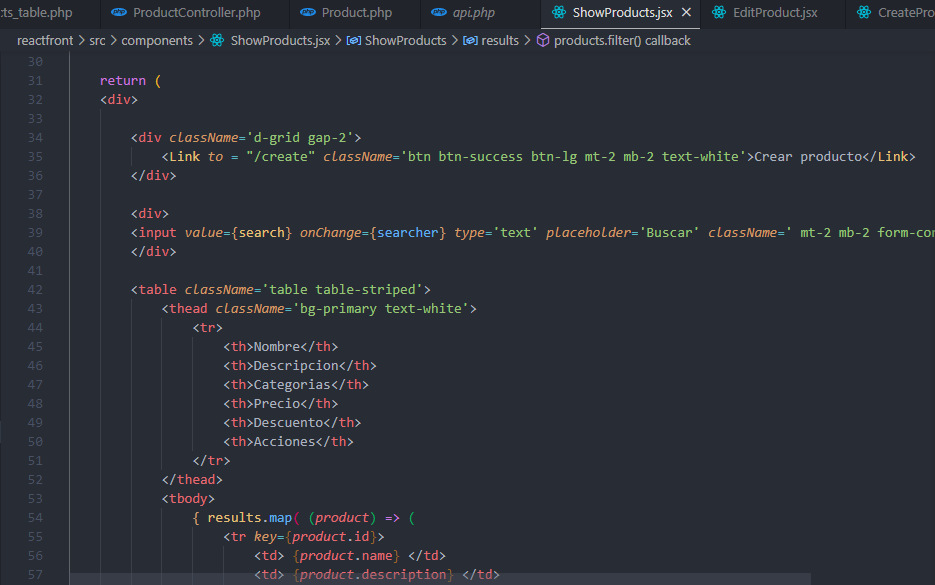 ts_table.php ProductController.php Product.php api.php ShowProducts.jsx EditProduct.jsx CreatePro
reactfront > src > components > ShowProducts.jsx > ShowProducts > results > products.filter() callback
30
31 return (
32 <div>
33
34 <div className='d-grid gap-2'>
35 <Link to = "/create" className='btn btn-success btn-lg mt-2 mb-2 text-white'>Crear producto</Link>
36 </div>
37
38 <div>
39 <input value={search} onChange={searcher} type='text' placeholder='Buscar' className=' mt-2 mb-2 form-con
40 </div>
41
42 <table className='table table-striped'>
43 <thead className='bg-primary text-white'>
44 <tr>
45 <th>Nombre</th>
46 <th>Descripcion</th>
47 <th>Categorias</th>
48 <th>Precio</th>
49 <th>Descuento</th>
50 <th>Acciones</th>
51 </tr>
52 </thead>
53 <tbody>
54 { results.map( (product) => (
55 <tr key={product.id}>
56 <td> {product.name} </td>
57 <td> {product.description} </td>